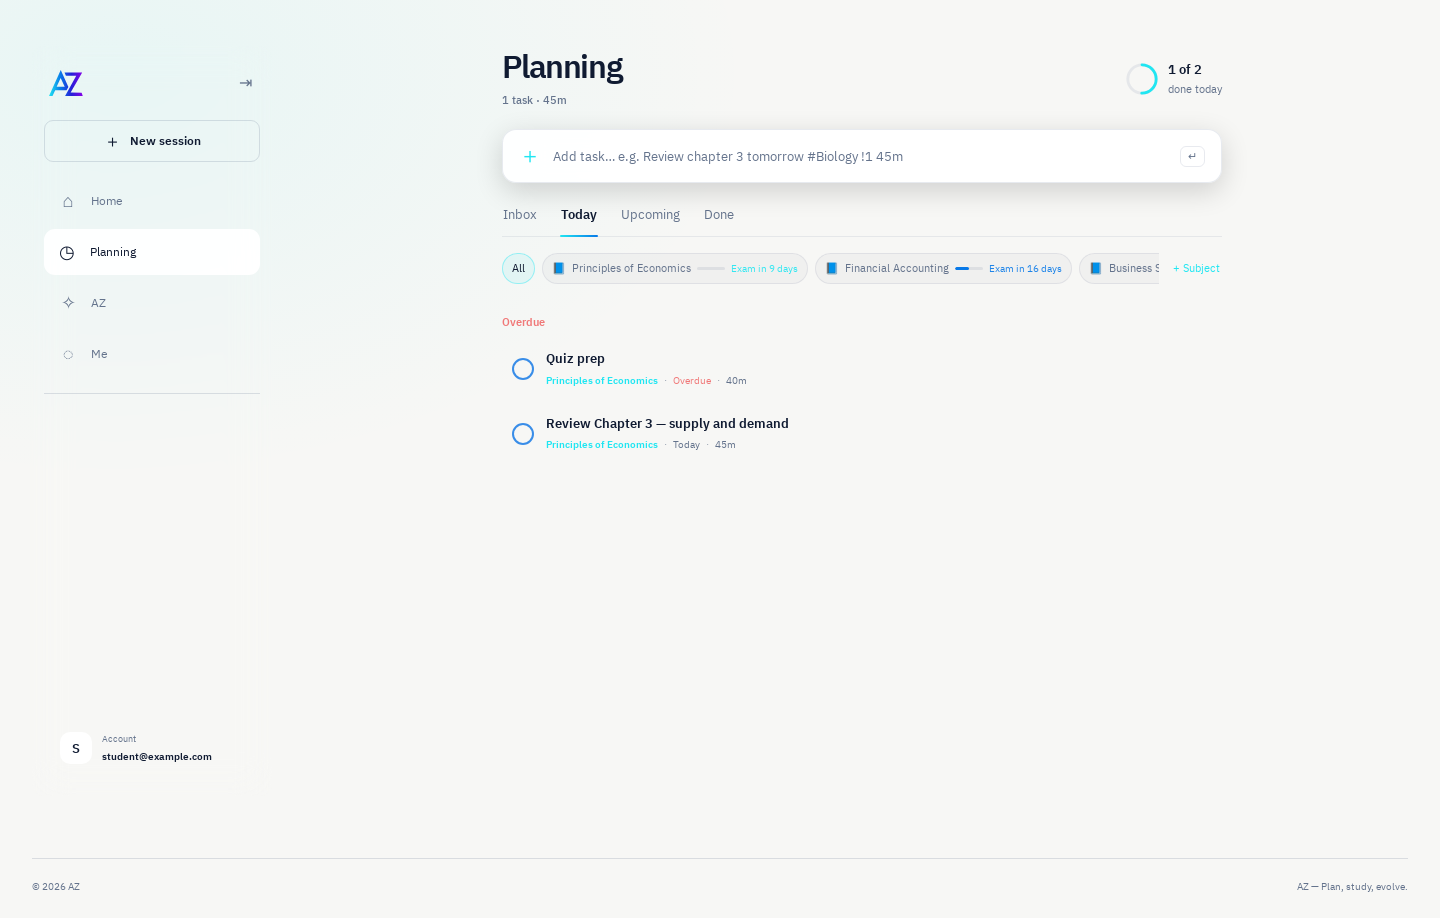 AZ
New session
Home
Planning
AZ
Me
Account
S
student@example.com
Planning
1 task · 45m
1 of 2
done today
Add task... e.g. Review chapter 3 tomorrow #Biology !1 45m
Inbox Today Upcoming Done
All Principles of Economics Exam in 9 days Financial Accounting Exam in 16 days Business + Subject
Overdue
Quiz prep
Principles of Economics · Overdue · 40m
Review Chapter 3 — supply and demand
Principles of Economics · Today · 45m
© 2026 AZ
AZ — Plan, study, evolve.